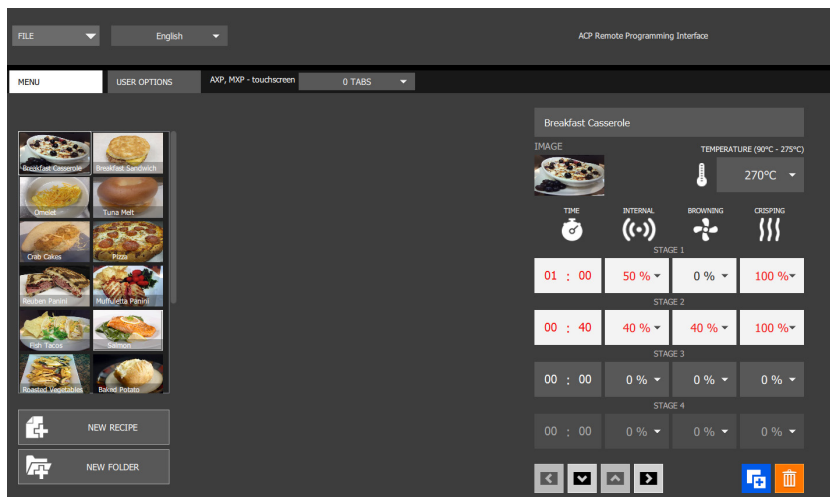 FILE
English
ACP Remote Programming Interface
MENU
USER OPTIONS
AXP, MXP - touchscreen
0 TABS
Breakfast Casserole
Breakfast Sandwich
Omelet
Tuna Melt
Crab Cakes
Pizza
Reuben Panini
Muffuletta Panini
Fish Tacos
Salmon
Roasted Vegetables
Baked Potato
NEW RECIPE
NEW FOLDER
Breakfast Casserole
IMAGE
TEMPERATURE (90°C - 275°C)
270°C
TIME INTERNAL BROWNING CRISPING
STAGE 1
01 : 00 50 % 0 % 100 %
STAGE 2
00 : 40 40 % 40 % 100 %
STAGE 3
00 : 00 0 % 0 % 0 %
STAGE 4
00 : 00 0 % 0 % 0 %